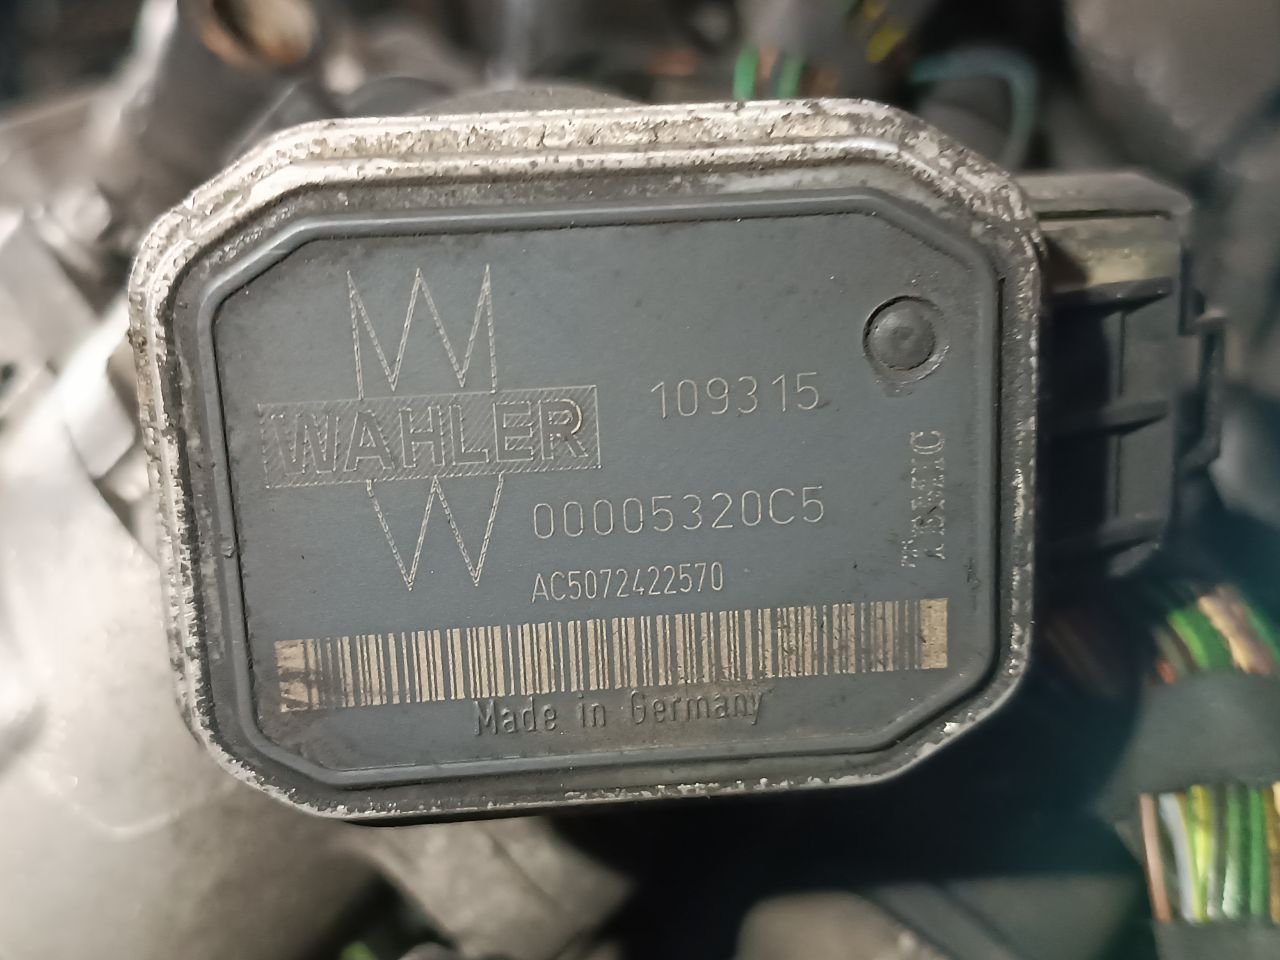 WAHLER
109315
00005320C5
AC5072422570
Made in Germany